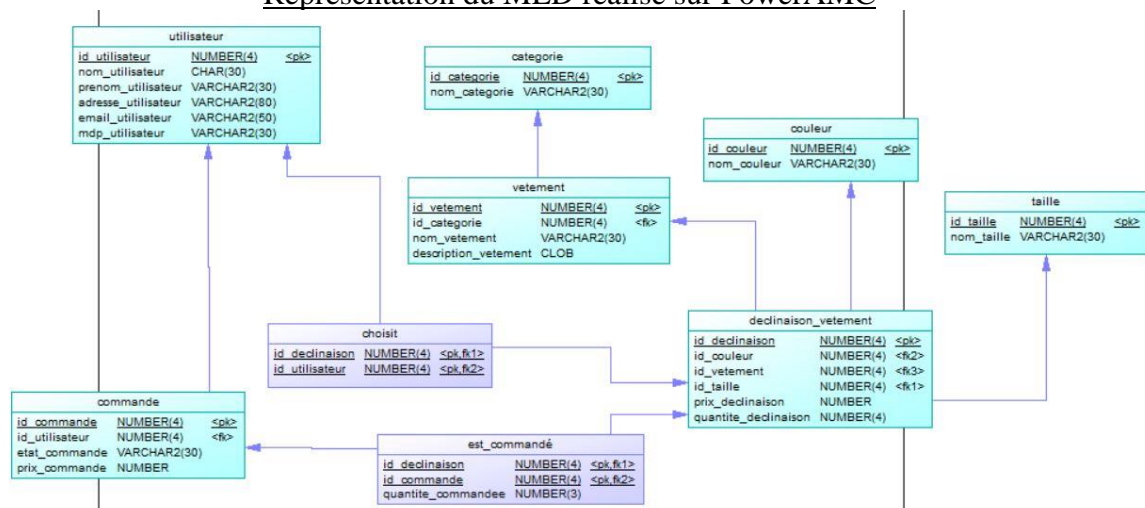 Représentation du MLD réalisé sur PowerAMC
utilisateur
id_utilisateur NUMBER(4) <pk>
nom_utilisateur CHAR(30)
prenom_utilisateur VARCHAR2(30)
adresse_utilisateur VARCHAR2(80)
email_utilisateur VARCHAR2(50)
mdp_utilisateur VARCHAR2(30)
categorie
id_categorie NUMBER(4) <pk>
nom_categorie VARCHAR2(30)
couleur
id_couleur NUMBER(4) <pk>
nom_couleur VARCHAR2(30)
vetement
id_vetement NUMBER(4) <pk>
id_categorie NUMBER(4) <fk>
nom_vetement VARCHAR2(30)
description_vetement CLOB
taille
id_taille NUMBER(4) <pk>
nom_taille VARCHAR2(30)
choisit
id_declinaison NUMBER(4) <pk,fk1>
id_utilisateur NUMBER(4) <pk,fk2>
declinaison_vetement
id_declinaison NUMBER(4) <pk>
id_couleur NUMBER(4) <fk2>
id_vetement NUMBER(4) <fk3>
id_taille NUMBER(4) <fk1>
prix_declinaison NUMBER
quantite_declinaison NUMBER(4)
commande
id_commande NUMBER(4) <pk>
id_utilisateur NUMBER(4) <fk>
etat_commande VARCHAR2(30)
prix_commande NUMBER
est_commandé
id_declinaison NUMBER(4) <pk,fk1>
id_commande NUMBER(4) <pk,fk2>
quantite_commandee NUMBER(3)